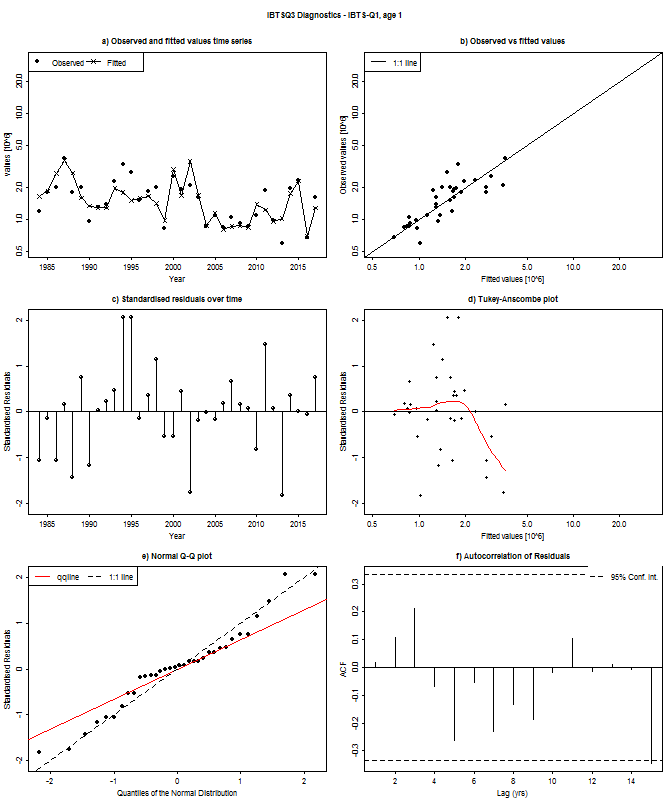 IBTSQ3 Diagnostics - IBTS-Q1, age 1
a) Observed and fitted values time series
Observed Fitted
values [10^6]
0.5 1.0 2.0 5.0 10.0 20.0
1985 1990 1995 2000 2005 2010 2015
Year
b) Observed vs fitted values
1:1 line
Observed values [10^6]
0.5 1.0 2.0 5.0 10.0 20.0
0.5 1.0 2.0 5.0 10.0 20.0
Fitted values [10^6]
c) Standardised residuals over time
Standardised Residuals
-2 -1 0 1 2
1985 1990 1995 2000 2005 2010 2015
Year
d) Tukey-Anscombe plot
Standardised Residuals
-2 -1 0 1 2
0.5 1.0 2.0 5.0 10.0 20.0
Fitted values [10^6]
e) Normal Q-Q plot
qqline 1:1 line
Standardised Residuals
-2 -1 0 1 2
-2 -1 0 1 2
Quantiles of the Normal Distribution
f) Autocorrelation of Residuals
95% Conf. Int.
ACF
-0.3 -0.2 -0.1 0.0 0.1 0.2 0.3
2 4 6 8 10 12 14
Lag (yrs)